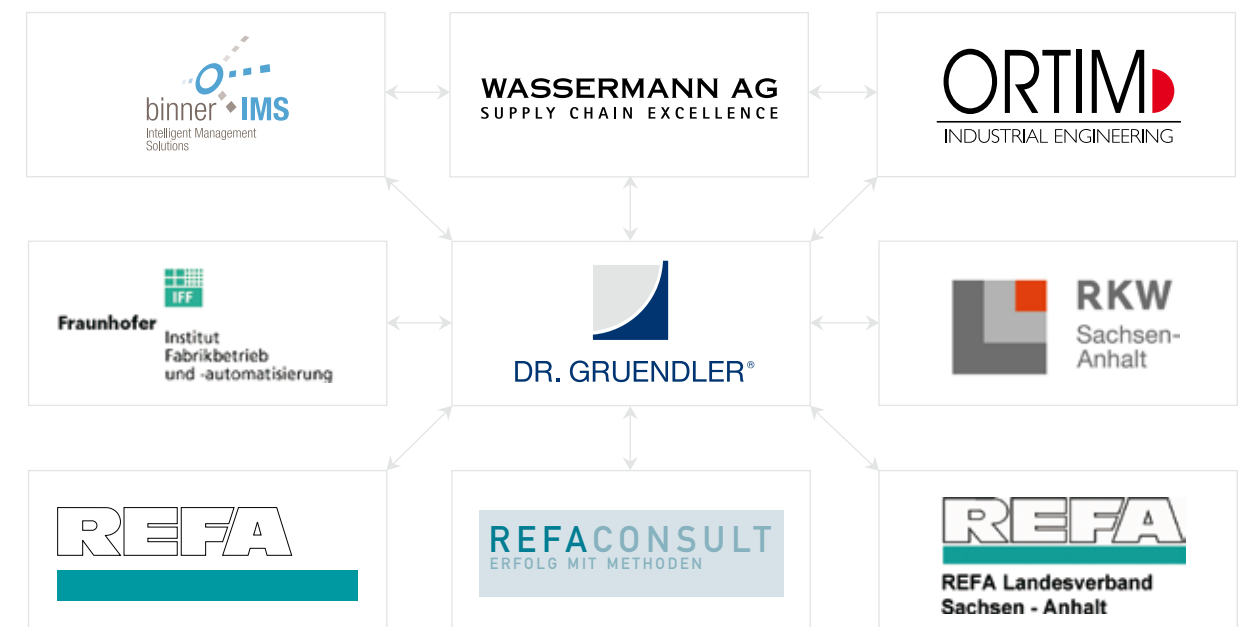 binner IMS
Intelligent Management
Solutions
WASSERMANN AG
SUPPLY CHAIN EXCELLENCE
ORTIM
INDUSTRIAL ENGINEERING
IFF
Fraunhofer
Institut
Fabrikbetrieb
und -automatisierung
DR. GRUENDLER®
RKW
Sachsen-
Anhalt
REFA
REFACONSULT
ERFOLG MIT METHODEN
REFA
REFA Landesverband
Sachsen - Anhalt